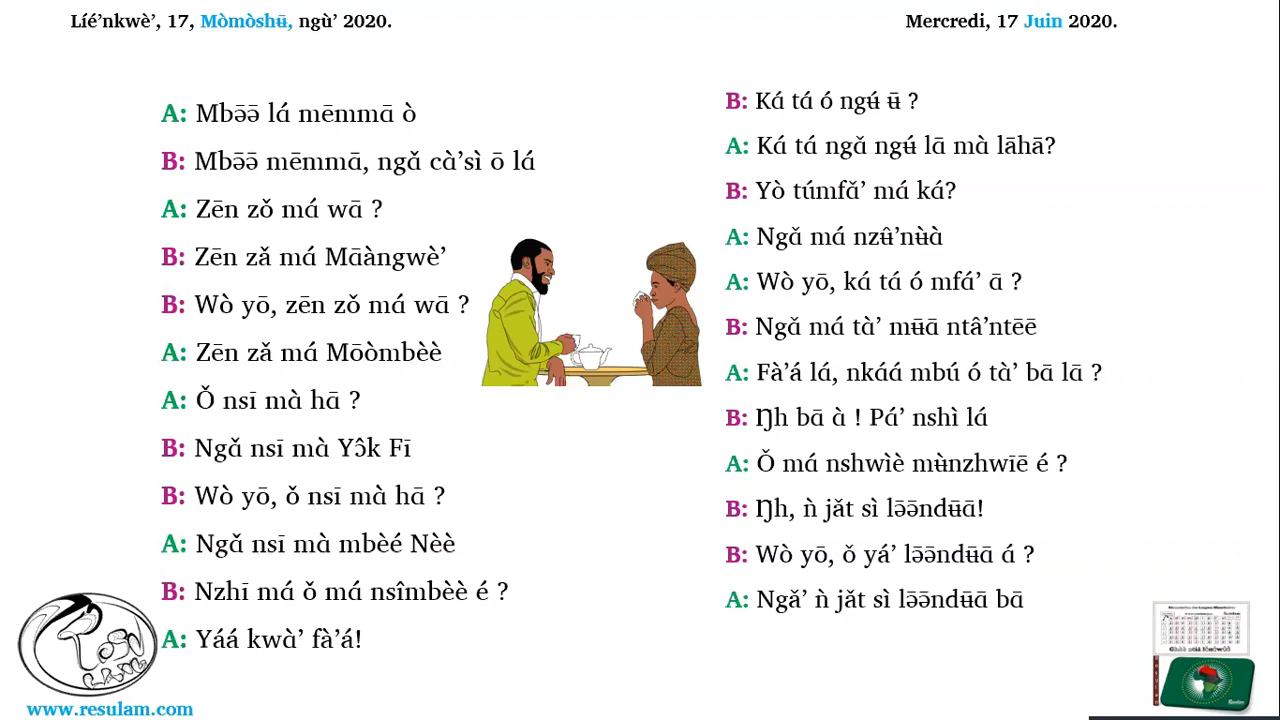 Líé’nkwè’, 17, Mòmòshʉ̄, ngù’ 2020.
Mercredi, 17 Juin 2020.
A: Mbə̄ə̄ lá mēmmā ò
B: Mbə̄ə̄ mēmmā, ngǎ cà’sì ō lá
A: Zēn zǒ má wā ?
B: Zēn zǎ má Māàngwè’
B: Wò yō, zēn zǒ má wā ?
A: Zēn zǎ má Mōòmbèè
A: Ǒ nsī mà hā ?
B: Ngǎ nsī mà Yɔ̂k Fī
B: Wò yō, ǒ nsī mà hā ?
A: Ngǎ nsī mà mbèé Nèè
B: Nzhī má ǒ má nsîmbèè é ?
A: Yáá kwà’ fà’á!
B: Ká tá ó ngʉ́ ʉ̄ ?
A: Ká tá ngǎ ngʉ́ lā mà lāhā?
B: Yò túmfǎ’ má ká?
A: Ngǎ má nzʉ̂’nʉ̀à
A: Wò yō, ká tá ó mfá’ ā ?
B: Ngǎ má tà’ mʉ̄ā ntâ’ntēē
A: Fà’á lá, nkáá mbú ó tà’ bā lā ?
B: Ŋh bā à ! Pá’ nshì lá
A: Ǒ má nshwìè mʉ̀nzhwīē é ?
B: Ŋh, ǹ jǎt sì lə̄ə̄ndʉ̄ā!
B: Wò yō, ǒ yá’ lə̄ə̄ndʉ̄ā á ?
A: Ngǎ’ ǹ jǎt sì lə̄ə̄ndʉ̄ā bā
www.resulam.com